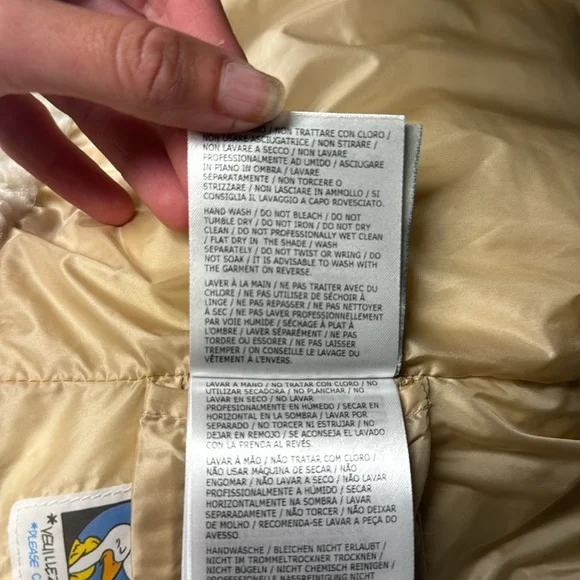 NON TRATTARE CON CLORO /
NON USARE ASCIUGATRICE / NON STIRARE /
NON LAVARE A SECCO / NON LAVARE
PROFESSIONALMENTE AD UMIDO / ASCIUGARE
IN PIANO IN OMBRA / LAVARE
SEPARATAMENTE / NON TORCERE O
STRIZZARE / NON LASCIARE IN AMMOLLO / SI
CONSIGLIA IL LAVAGGIO A CAPO ROVESCIATO.
HAND WASH / DO NOT BLEACH / DO NOT
TUMBLE DRY / DO NOT IRON / DO NOT DRY
CLEAN / DO NOT PROFESSIONALLY WET CLEAN
/ FLAT DRY IN THE SHADE / WASH
SEPARATELY / DO NOT TWIST OR WRING / DO
NOT SOAK / IT IS ADVISABLE TO WASH WITH
THE GARMENT ON REVERSE.
LAVER À LA MAIN / NE PAS TRAITER AVEC DU
CHLORE / NE PAS UTILISER DE SÉCHOIR À
LINGE / NE PAS REPASSER / NE PAS NETTOYER
À SEC / NE PAS LAVER PROFESSIONNELLEMENT
PAR VOIE HUMIDE / SÉCHAGE À PLAT À
L'OMBRE / LAVER SÉPARÉMENT / NE PAS
TORDRE OU ESSORER / NE PAS LAISSER
TREMPER / ON CONSEILLE LE LAVAGE DU
VÊTEMENT À L'ENVERS.
LAVAR A MANO / NO TRATAR CON CLORO / NO
UTILIZAR SECADORA / NO PLANCHAR / NO
LAVAR EN SECO / NO LAVAR
PROFESIONALMENTE EN HÚMEDO / SECAR EN
HORIZONTAL EN LA SOMBRA / LAVAR POR
SEPARADO / NO TORCER NI ESTRUJAR / NO
DEJAR EN REMOJO / SE ACONSEJA EL LAVADO
CON LA PRENDA AL REVÉS.
LAVAR À MÃO / NÃO TRATAR COM CLORO /
NÃO USAR MÁQUINA DE SECAR / NÃO
ENGOMAR / NÃO LAVAR A SECO / NÃO LAVAR
PROFISSIONALMENTE A HÚMIDO / SECAR
HORIZONTALMENTE NA SOMBRA / LAVAR
SEPARADAMENTE / NÃO TORCER / NÃO DEIXAR
DE MOLHO / RECOMENDA-SE LAVAR A PEÇA DO
AVESSO.
HANDWÄSCHE / BLEICHEN NICHT ERLAUBT /
NICHT IM TROMMELTROCKNER TROCKNEN /
NICHT BÜGELN / NICHT CHEMISCH REINIGEN /
PROFESSIONELLE NASSREINIGUNG NICHT
*VEUILLEZ
*PLEASE